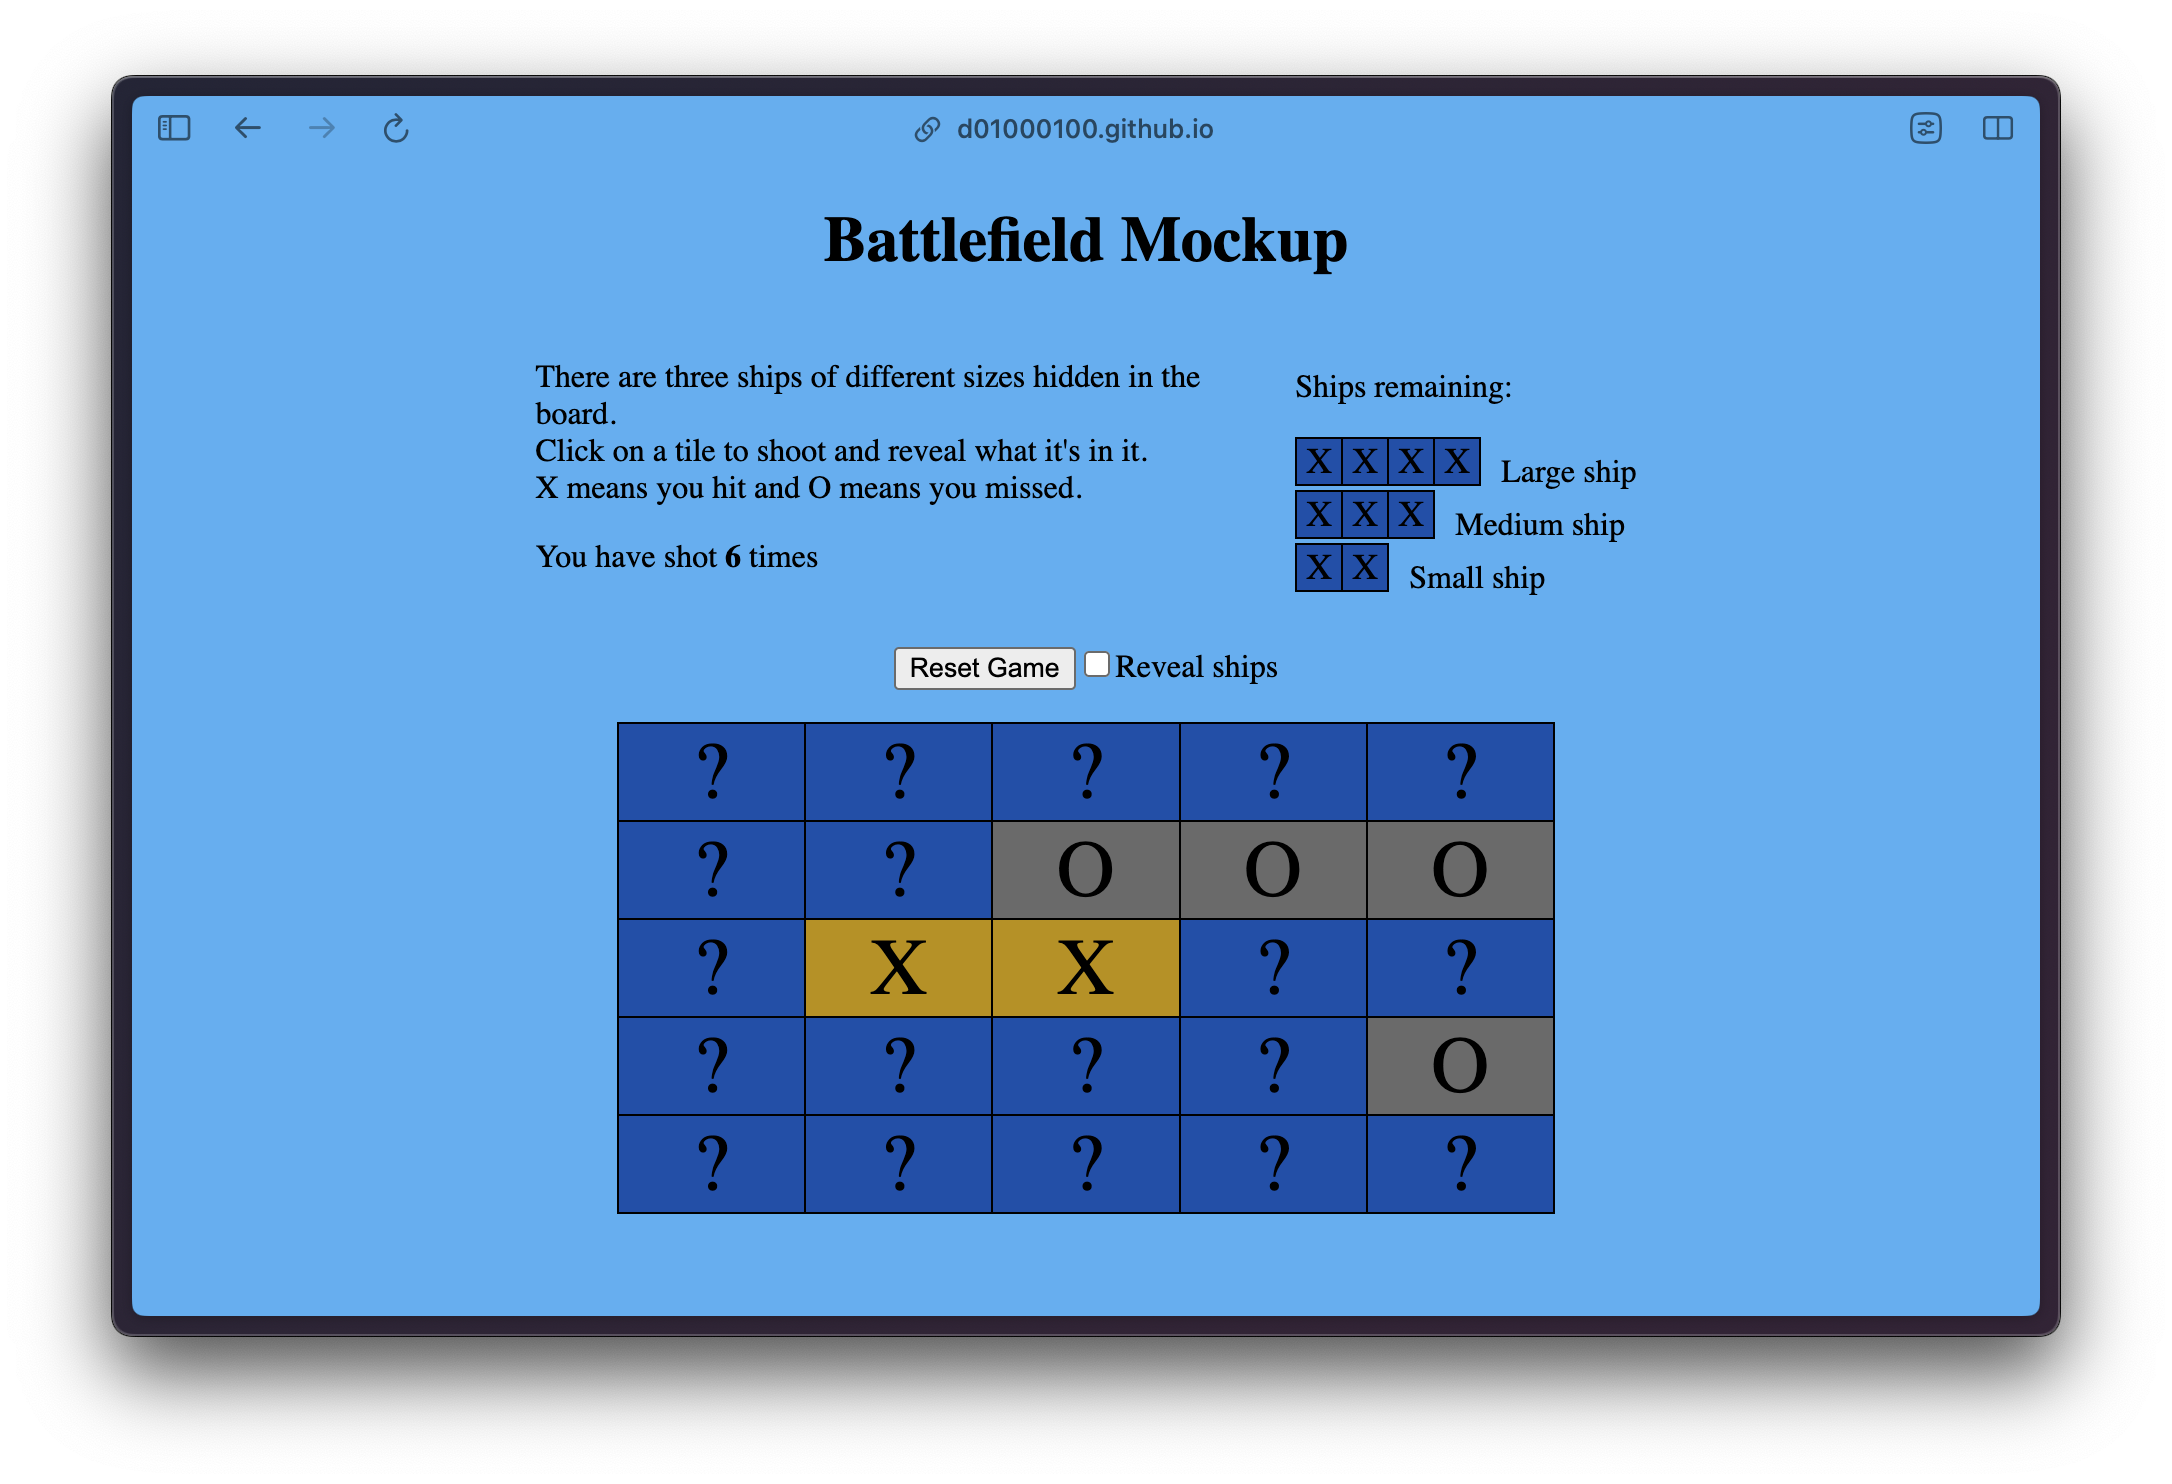 d01000100.github.io
Battlefield Mockup
There are three ships of different sizes hidden in the
board.
Click on a tile to shoot and reveal what it's in it.
X means you hit and O means you missed.
You have shot 6 times
Ships remaining:
X X X X Large ship
X X X Medium ship
X X Small ship
Reset Game Reveal ships
? ? ? ? ?
? ? O O O
? X X ? ?
? ? ? ? O
? ? ? ? ?